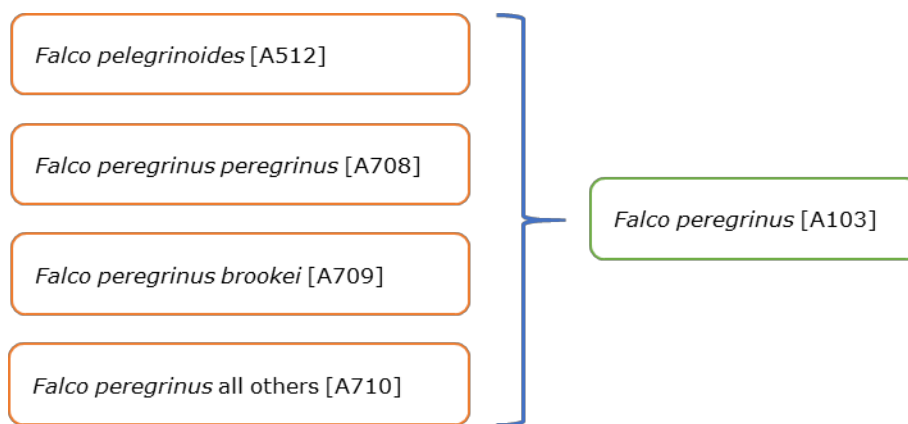 Falco pelegrinoides [A512]
Falco peregrinus peregrinus [A708]
Falco peregrinus brookei [A709]
Falco peregrinus all others [A710]
Falco peregrinus [A103]